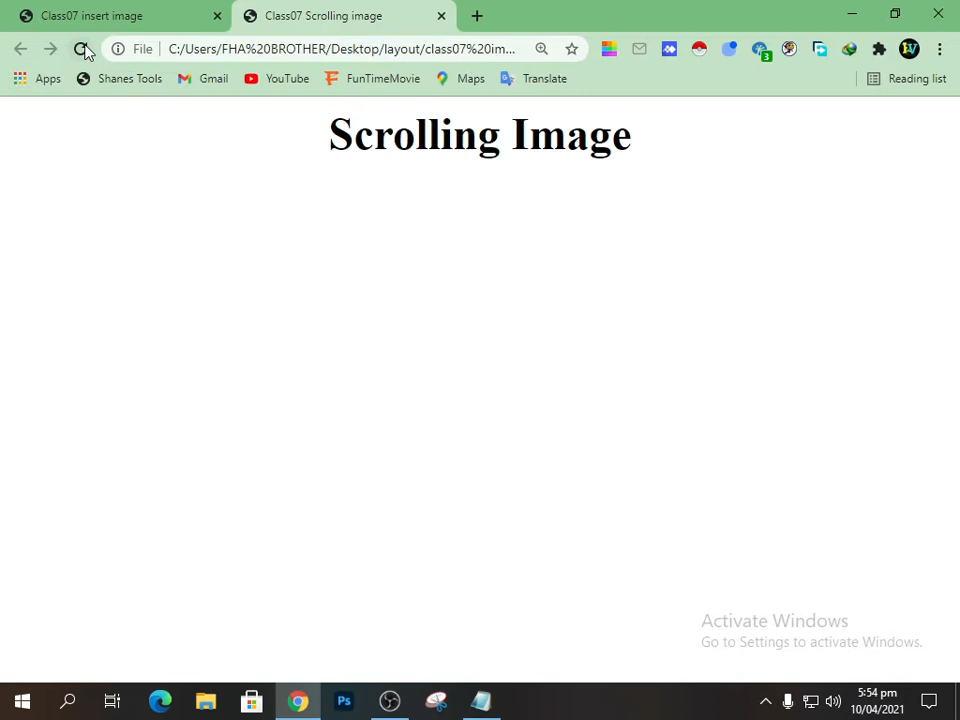 Class07 insert image
Class07 Scrolling image
File
C:/Users/FHA%20BROTHER/Desktop/layout/class07%20im...
3
Apps
Shanes Tools
Gmail
YouTube
FunTimeMovie
Maps
Translate
Reading list
Scrolling Image
Activate Windows
Go to Settings to activate Windows.
Ps
5:54 pm
10/04/2021